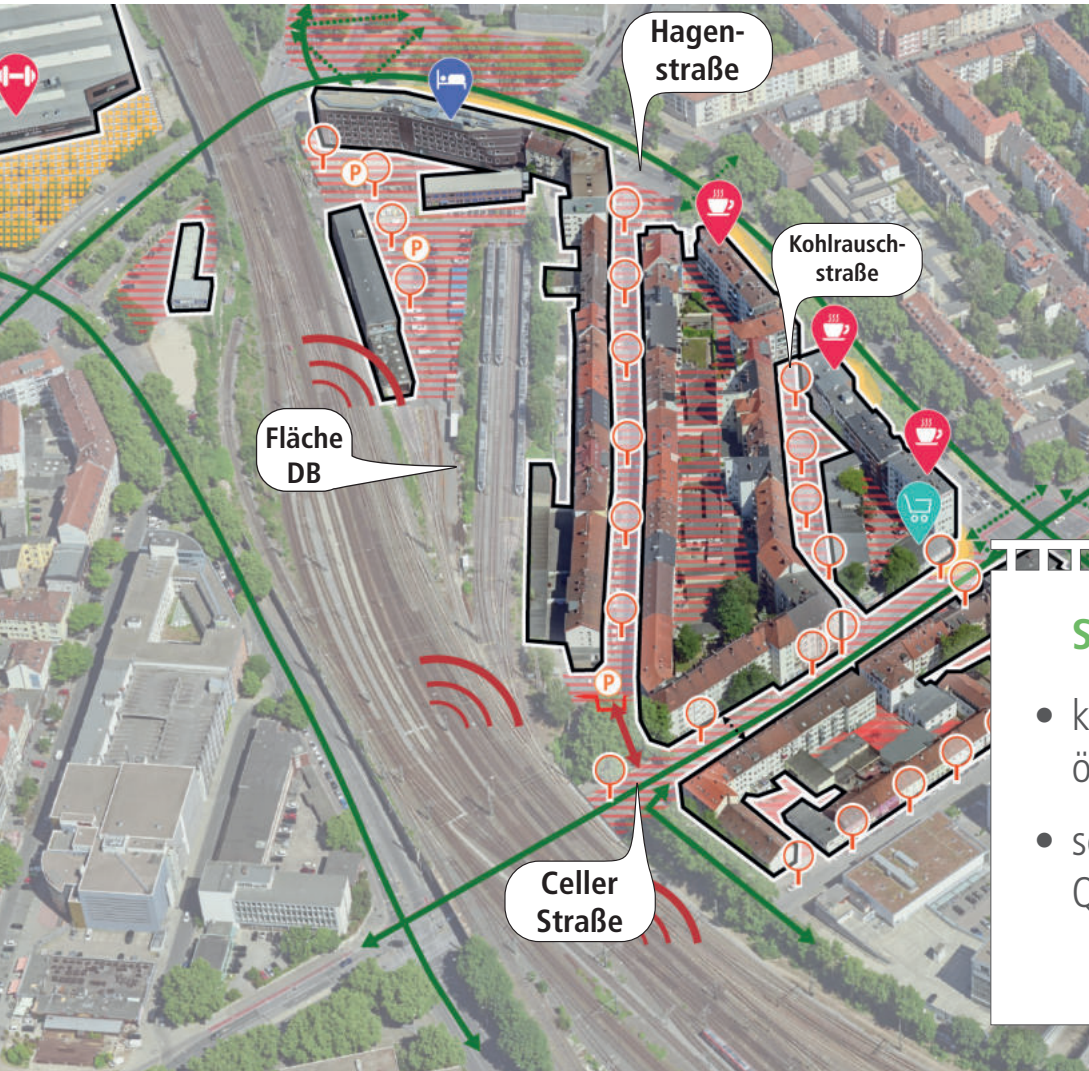 Hagen-
straße
Kohlrausch-
straße
P
P
Fläche
DB
P
Celler
Straße